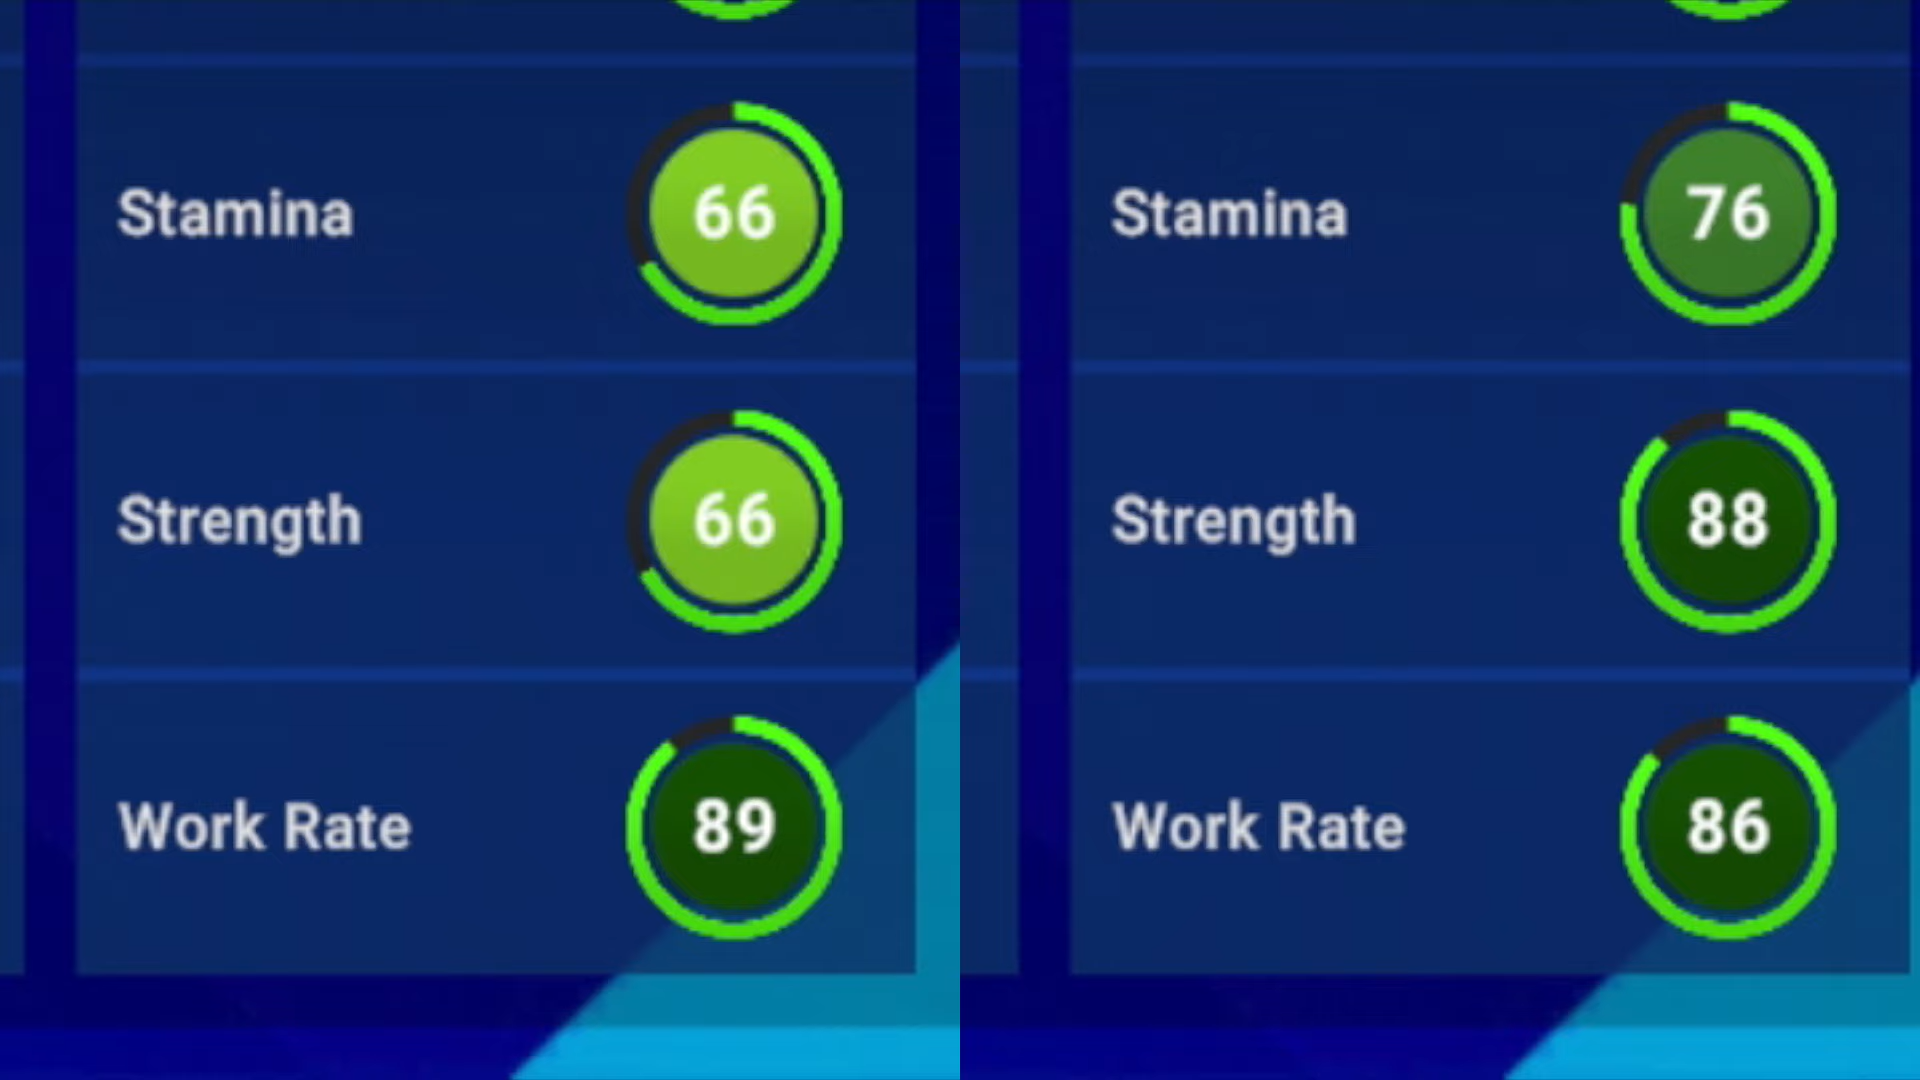 Stamina 66
Strength 66
Work Rate 89
Stamina 76
Strength 88
Work Rate 86